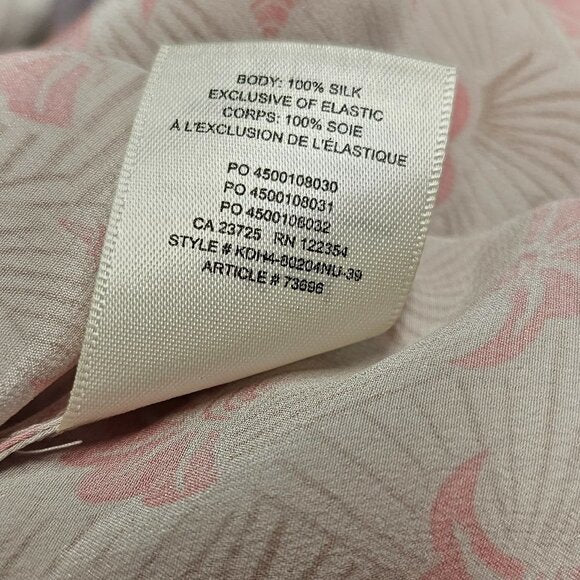 BODY: 100% SILK
EXCLUSIVE OF ELASTIC
CORPS: 100% SOIE
À L'EXCLUSION DE L'ÉLASTIQUE
PO 4500108030
PO 4500108031
PO 4500108032
CA 23725 RN 122354
STYLE # KDH4-80204NU-39
ARTICLE # 73696